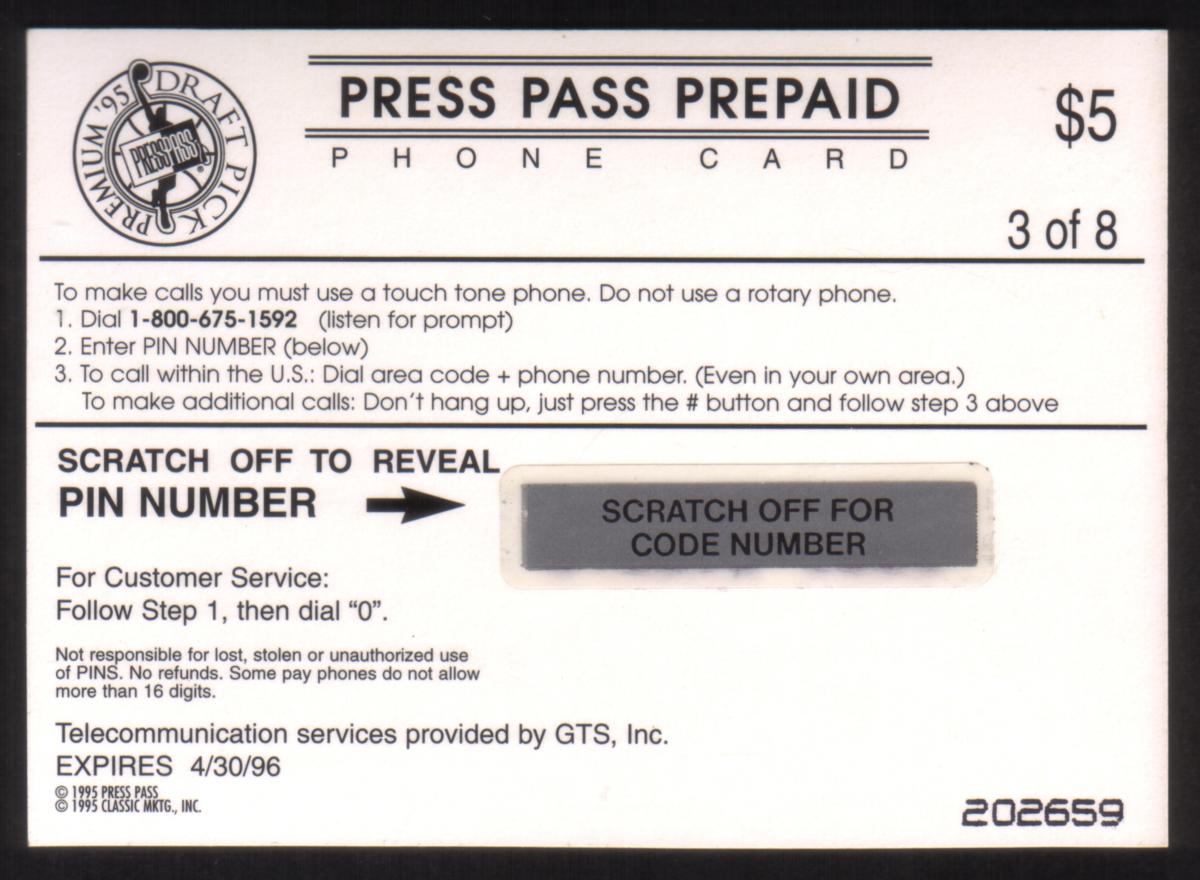 PREMIUM '95 DRAFT PICK
PRESS PASS
PRESS PASS PREPAID
PHONE CARD
$5
3 of 8
To make calls you must use a touch tone phone. Do not use a rotary phone.
1. Dial 1-800-675-1592 (listen for prompt)
2. Enter PIN NUMBER (below)
3. To call within the U.S.: Dial area code + phone number. (Even in your own area.)
To make additional calls: Don't hang up, just press the # button and follow step 3 above
SCRATCH OFF TO REVEAL
PIN NUMBER
SCRATCH OFF FOR
CODE NUMBER
For Customer Service:
Follow Step 1, then dial “0”.
Not responsible for lost, stolen or unauthorized use
of PINS. No refunds. Some pay phones do not allow
more than 16 digits.
Telecommunication services provided by GTS, Inc.
EXPIRES 4/30/96
© 1995 PRESS PASS
© 1995 CLASSIC MKTG., INC.
202659